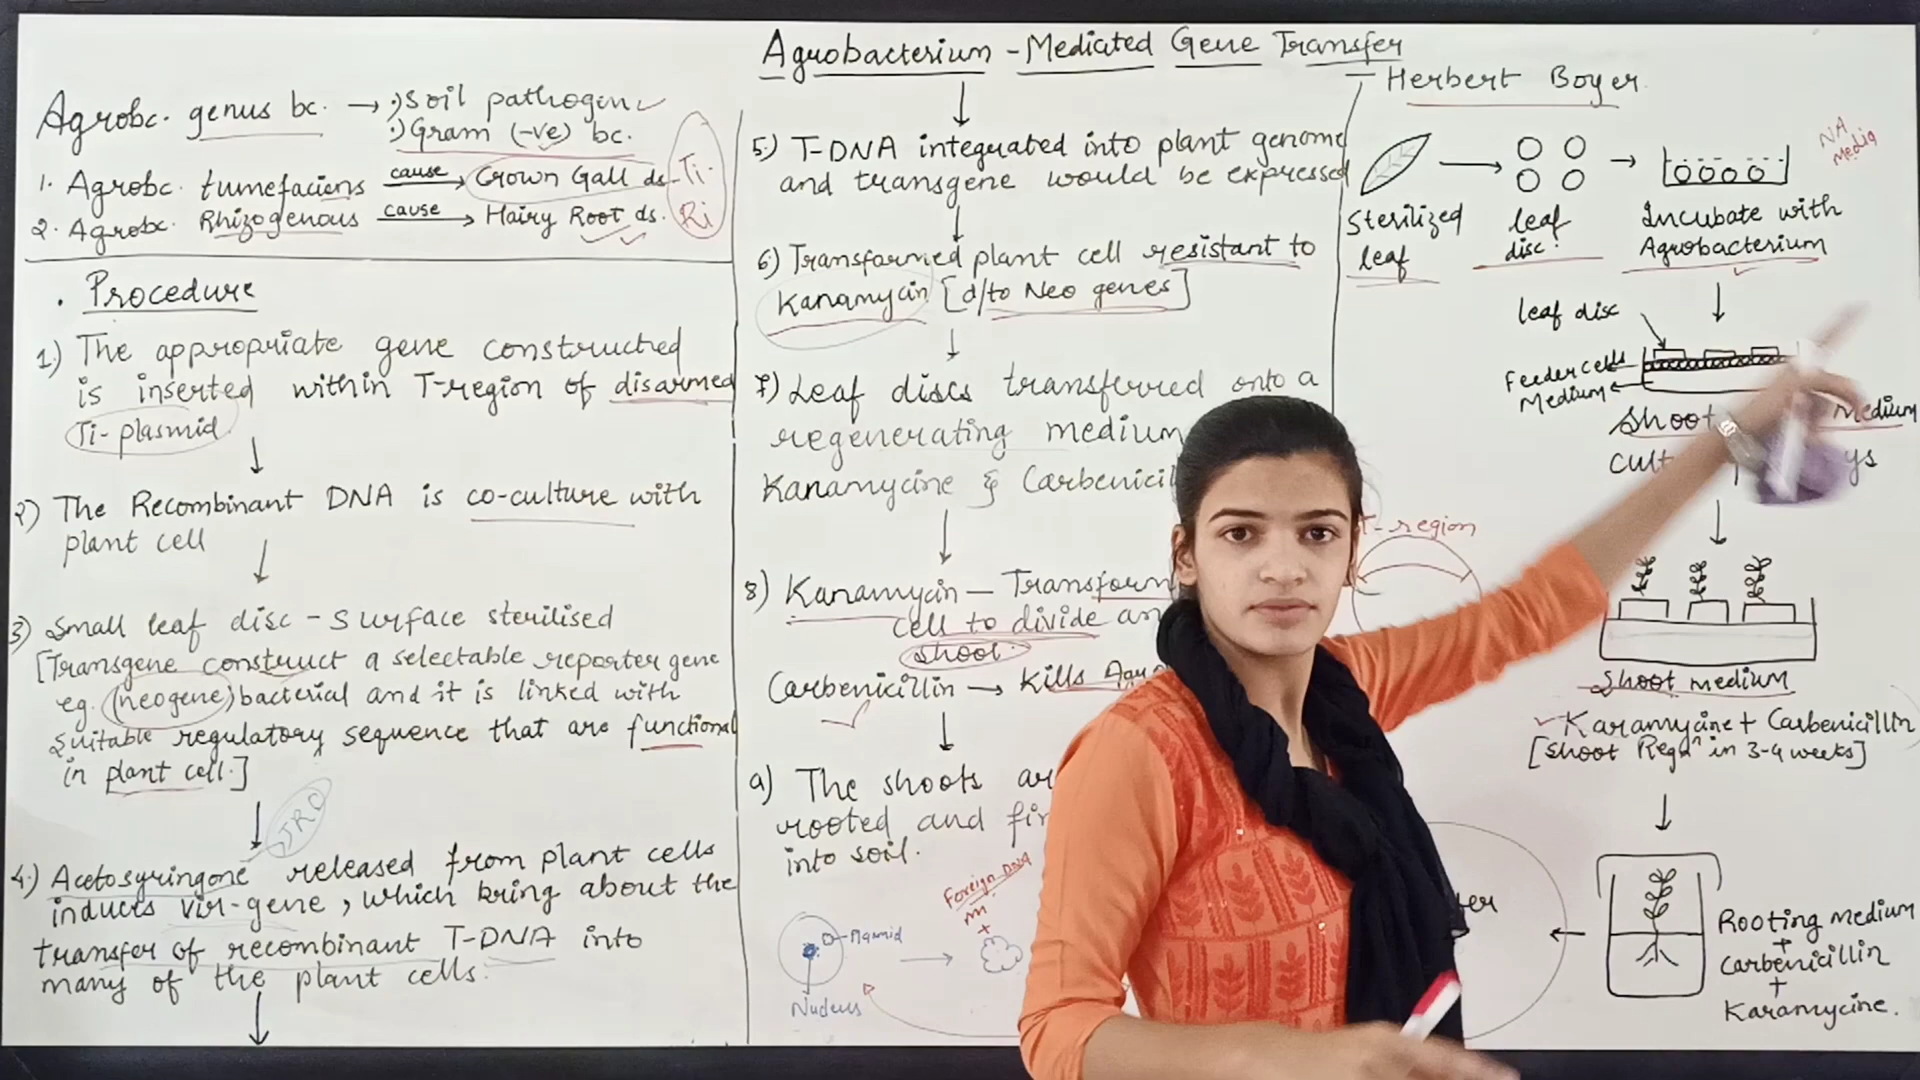 Agrobacterium - Mediated Gene Transfer
- Herbert Boyer
Agrobc. genus bc. → :) Soil pathogen
:) Gram (-ve) bc.
1. Agrobc. tumefaciens cause → Crown Gall ds - Ti
2. Agrobc. Rhizogenous cause → Hairy Root ds. Ri
. Procedure
1.) The appropriate gene constructed
is inserted within T-region of disarmed
Ti-plasmid
2) The Recombinant DNA is co-culture with
plant cell
3) Small leaf disc - Surface sterilised
[Transgene construct a selectable reporter gene
eg. (neogene) bacterial and it is linked with
suitable regulatory sequence that are functional
in plant cell.]
4.) Acetosyringone released from plant cells
induces vir-gene, which bring about the
transfer of recombinant T-DNA into
many of the plant cells.
5.) T-DNA integrated into plant genome
and transgene would be expressed
6) Transformed plant cell resistant to
Kanamycin [d/to Neo genes]
7) Leaf discs transferred onto a
regenerating medium
Kanamycine & Carbenicil
8) Kanamycin - Transform
cell to divide an
shoot.
Carbenicillin → Kills Agro
9) The shoots ar
rooted and fin
into soil.
Foreign DNA
+
Plasmid
Nucleus
NA
Media
Sterilized
leaf
leaf
disc
Incubate with
Agrobacterium
leaf disc
Feeder cells
Medium
Shoot medium
Cult ys
T-region
Shoot medium
Karamycine + Carbenicillin
[Shoot Regn in 3-4 weeks]
Rooting medium
+
Carbenicillin
+
Karamycine.